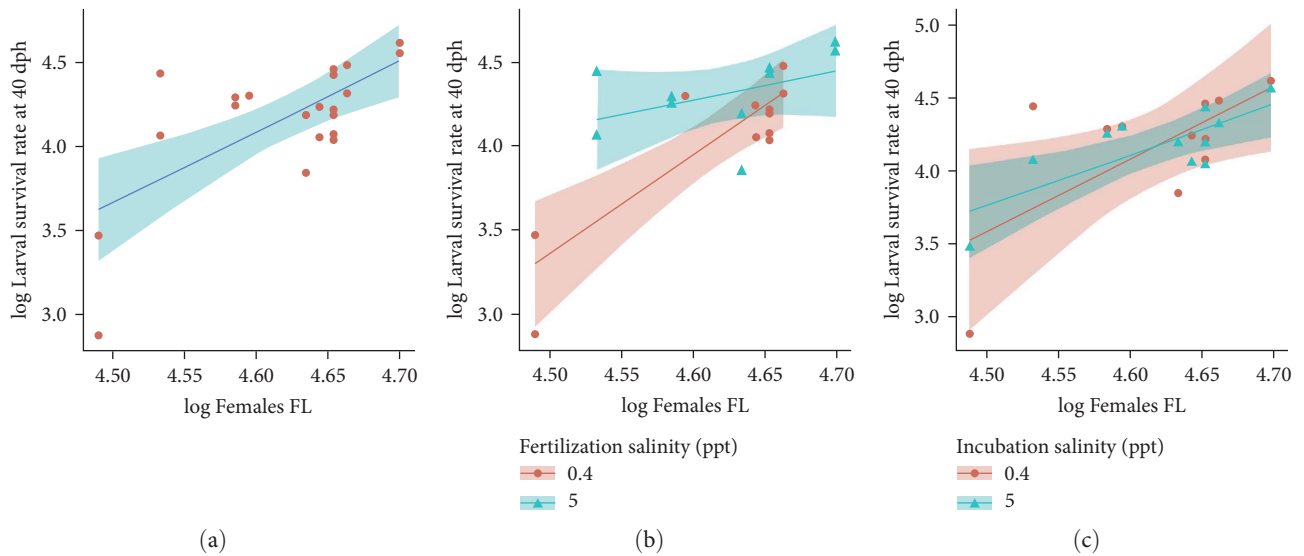 log Larval survival rate at 40 dph
4.5
4.0
3.5
3.0
4.50 4.55 4.60 4.65 4.70
log Females FL
(a)
log Larval survival rate at 40 dph
4.5
4.0
3.5
3.0
4.50 4.55 4.60 4.65 4.70
log Females FL
Fertilization salinity (ppt)
0.4
5
(b)
log Larval survival rate at 40 dph
5.0
4.5
4.0
3.5
3.0
4.50 4.55 4.60 4.65 4.70
log Females FL
Incubation salinity (ppt)
0.4
5
(c)